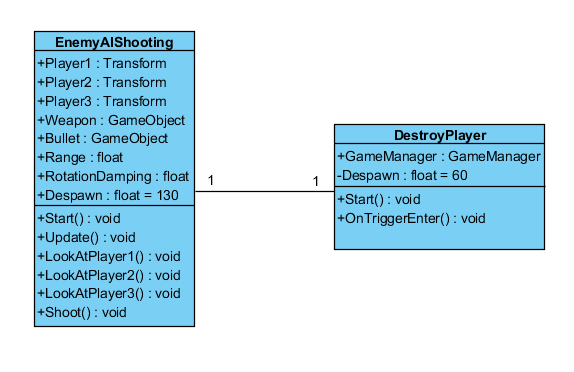 EnemyAIShooting
+Player1 : Transform
+Player2 : Transform
+Player3 : Transform
+Weapon : GameObject
+Bullet : GameObject
+Range : float
+RotationDamping : float
+Despawn : float = 130
+Start() : void
+Update() : void
+LookAtPlayer1() : void
+LookAtPlayer2() : void
+LookAtPlayer3() : void
+Shoot() : void
1
1
DestroyPlayer
+GameManager : GameManager
-Despawn : float = 60
+Start() : void
+OnTriggerEnter() : void